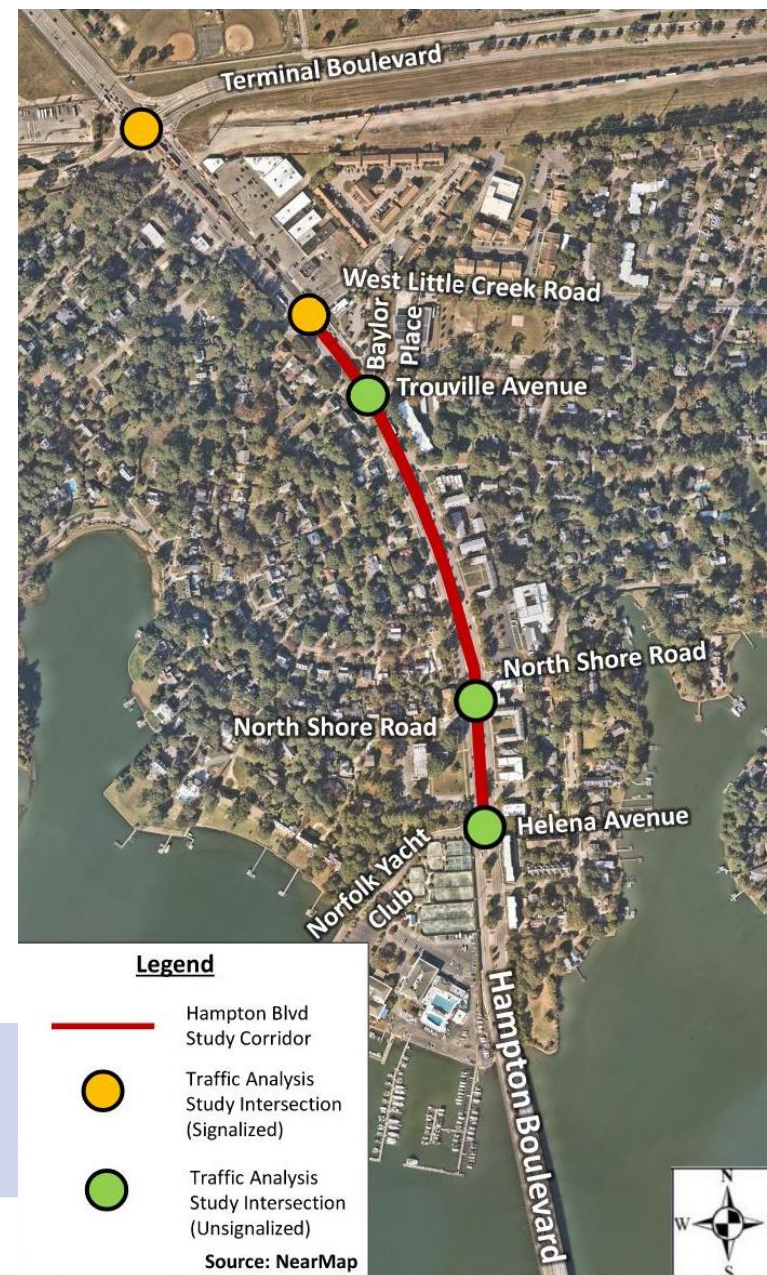 Terminal Boulevard
West Little Creek Road
Baylor
Place
Trouville Avenue
North Shore Road
North Shore Road
Helena Avenue
Norfolk Yacht
Club
Hampton Boulevard
Legend
Hampton Blvd
Study Corridor
Traffic Analysis
Study Intersection
(Signalized)
Traffic Analysis
Study Intersection
(Unsignalized)
Source: NearMap
N
W
E
S